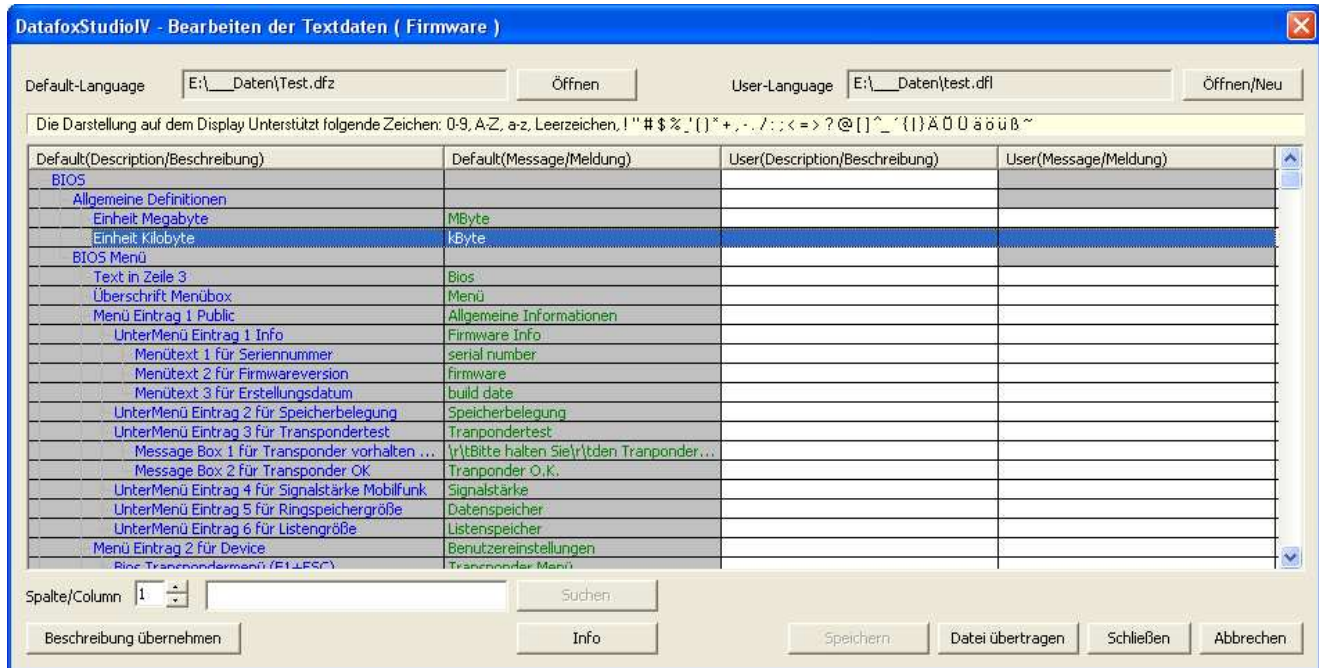 DatafoxStudioIV - Bearbeiten der Textdaten ( Firmware )
Default-Language E:\___Daten\Test.dfz Öffnen User-Language E:\___Daten\test.dfl Öffnen/Neu
Die Darstellung auf dem Display Unterstützt folgende Zeichen: 0-9, A-Z, a-z, Leerzeichen, ! " # $ % _' ( ) * + , - . / : ; < = > ? @ [ ] ^ _ ´ { | } Ä Ö Ü ä ö ü ß ~
Default(Description/Beschreibung) Default(Message/Meldung) User(Description/Beschreibung) User(Message/Meldung)
BIOS
Allgemeine Definitionen
Einheit Megabyte MByte
Einheit Kilobyte kByte
BIOS Menü
Text in Zeile 3 Bios
Überschrift Menübox Menü
Menü Eintrag 1 Public Allgemeine Informationen
UnterMenü Eintrag 1 Info Firmware Info
Menütext 1 für Seriennummer serial number
Menütext 2 für Firmwareversion firmware
Menütext 3 für Erstellungsdatum build date
UnterMenü Eintrag 2 für Speicherbelegung Speicherbelegung
UnterMenü Eintrag 3 für Transpondertest Tranpondertest
Message Box 1 für Transponder vorhalten ... \r\tBitte halten Sie\r\tden Tranponder...
Message Box 2 für Transponder OK Tranponder O.K.
UnterMenü Eintrag 4 für Signalstärke Mobilfunk Signalstärke
UnterMenü Eintrag 5 für Ringspeichergröße Datenspeicher
UnterMenü Eintrag 6 für Listengröße Listenspeicher
Menü Eintrag 2 für Device Benutzereinstellungen
Bios Transpondermenü (F1+ESC) Transponder Menü
Spalte/Column 1 Suchen
Beschreibung übernehmen Info Speichern Datei übertragen Schließen Abbrechen